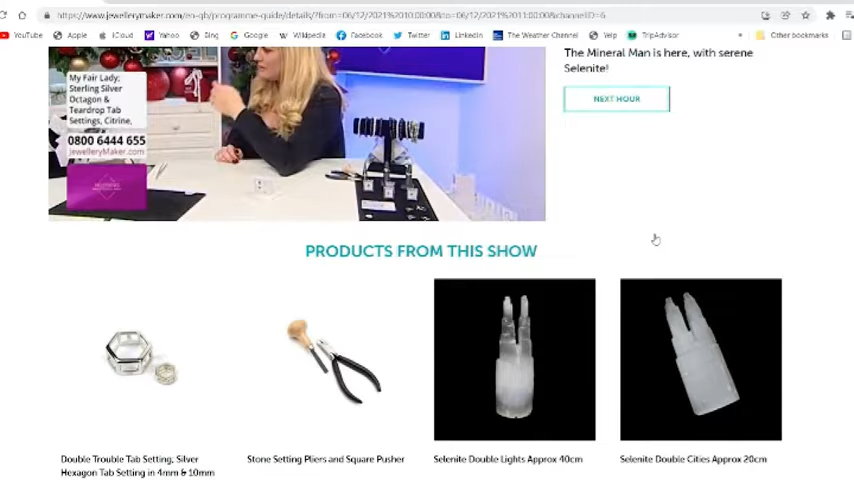 https://www.jewellerymaker.com/en-gb/programme-guide/details/?from=06/12/2021%2010:00:00&to=06/12/2021%2011:00:00&channelID=6
YouTube Apple iCloud Yahoo Bing Google Wikipedia Facebook Twitter LinkedIn The Weather Channel Yelp TripAdvisor » Other bookmarks
My Fair Lady:
Sterling Silver
Octagon &
Teardrop Tab
Settings, Citrine,
0800 6444 655
JewelleryMaker.com
The Mineral Man is here, with serene
Selenite!
NEXT HOUR
PRODUCTS FROM THIS SHOW
Double Trouble Tab Setting, Silver
Hexagon Tab Setting in 4mm & 10mm
Stone Setting Pliers and Square Pusher
Selenite Double Lights Approx 40cm
Selenite Double Cities Approx 20cm